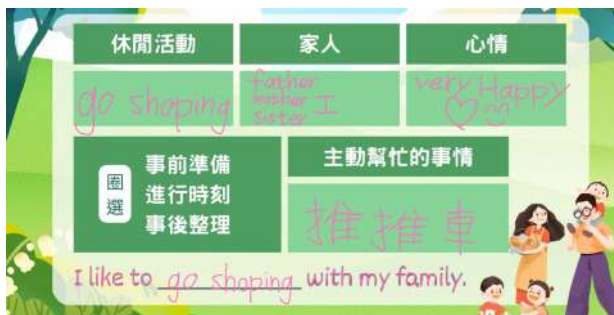 休閒活動 家人 心情
go shoping father mother sister I very Happy
圈選 事前準備 進行時刻 事後整理
主動幫忙的事情
推推車
I like to go shoping with my family.